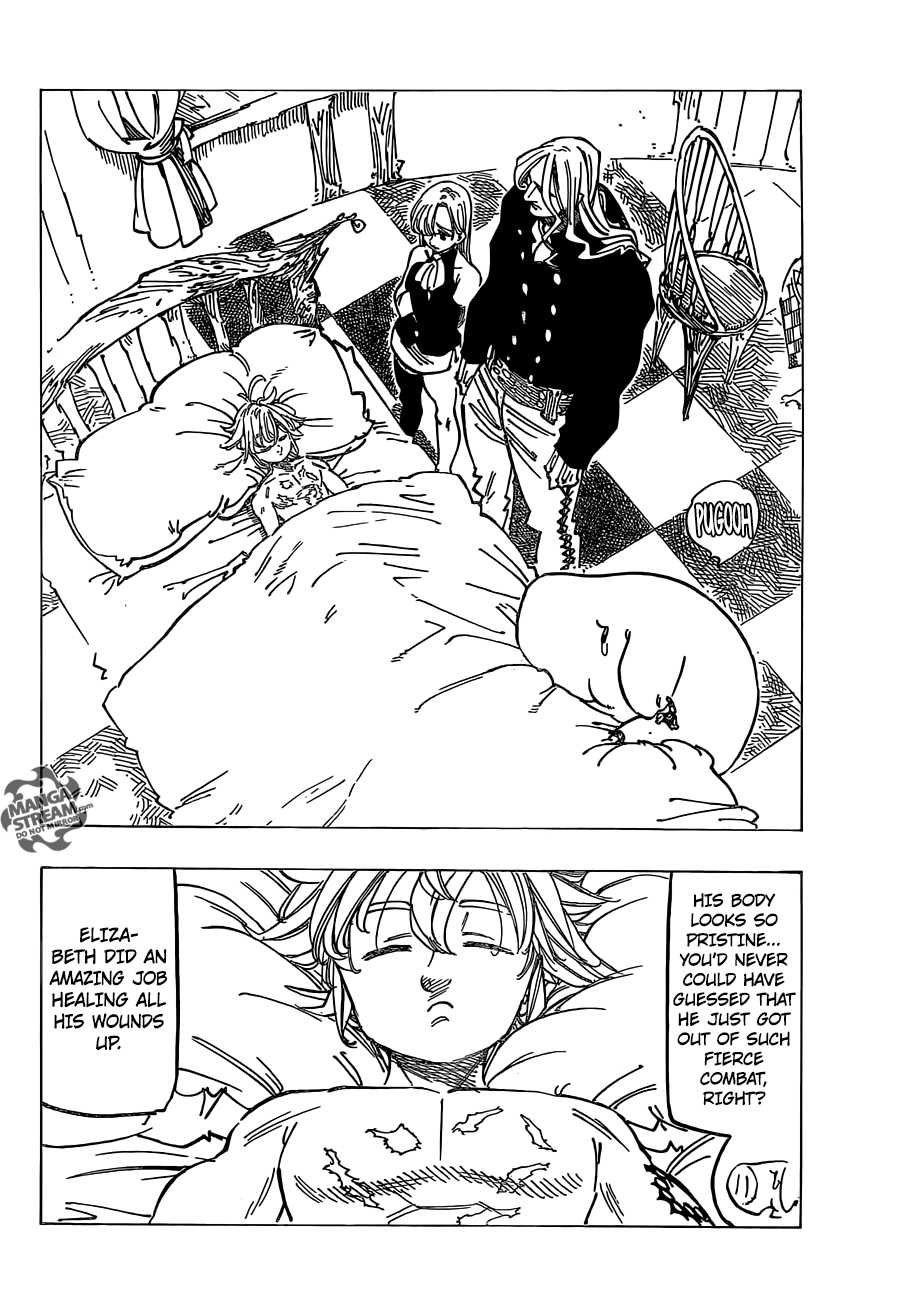 PUGOOH
MANGA
STREAM.com
DO NOT MIRROR
HIS BODY
LOOKS SO
PRISTINE...
YOU'D NEVER
COULD HAVE
GUESSED THAT
HE JUST GOT
OUT OF SUCH
FIERCE
COMBAT,
RIGHT?
ELIZA-
BETH DID AN
AMAZING JOB
HEALING ALL
HIS WOUNDS
UP.